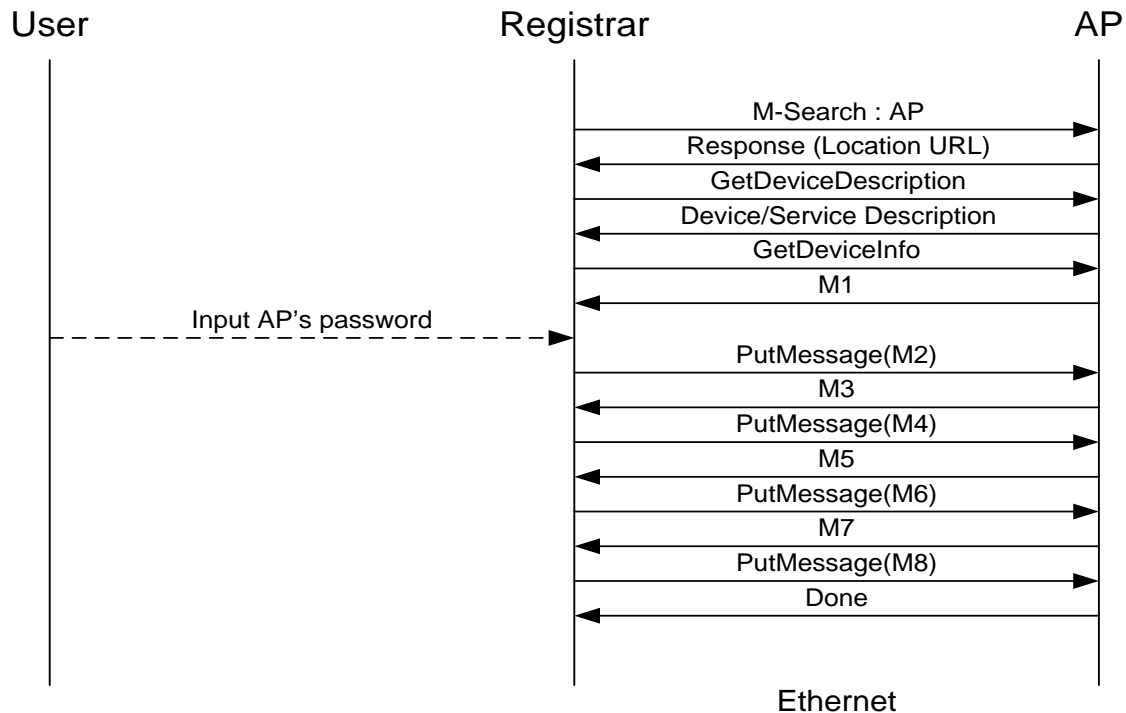 User
Registrar
AP
M-Search : AP
Response (Location URL)
GetDeviceDescription
Device/Service Description
GetDeviceInfo
M1
Input AP's password
PutMessage(M2)
M3
PutMessage(M4)
M5
PutMessage(M6)
M7
PutMessage(M8)
Done
Ethernet